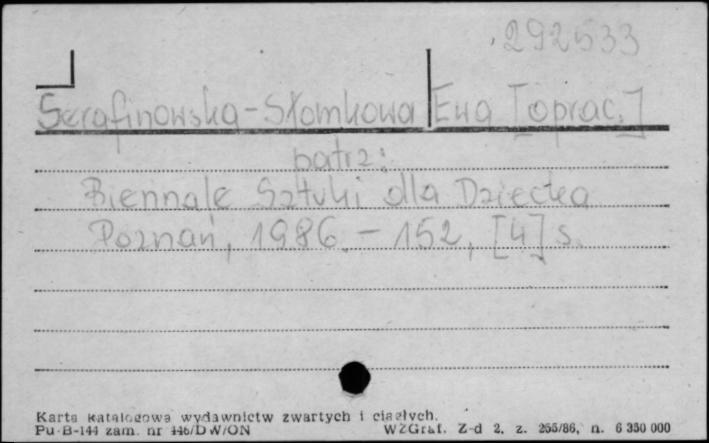 292533
Serafinowska-Słomkowa Ewa [oprac.]
patrz:
Biennale Sztuki dla Dziecka
Poznań, 1986. - 152, [4] s.
Karta katalogowa wydawnictw zwartych i ciągłych.
Pu-B-144 zam. nr 446/DW/ON WZGraf. Z-d 2, z. 255/86, n. 6 350 000